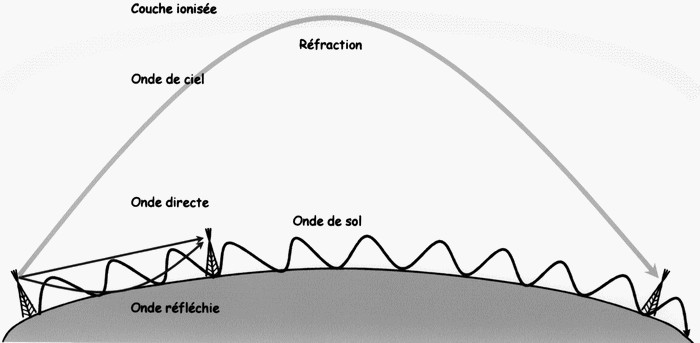 Couche ionisée
Réfraction
Onde de ciel
Onde directe
Onde de sol
Onde réfléchie